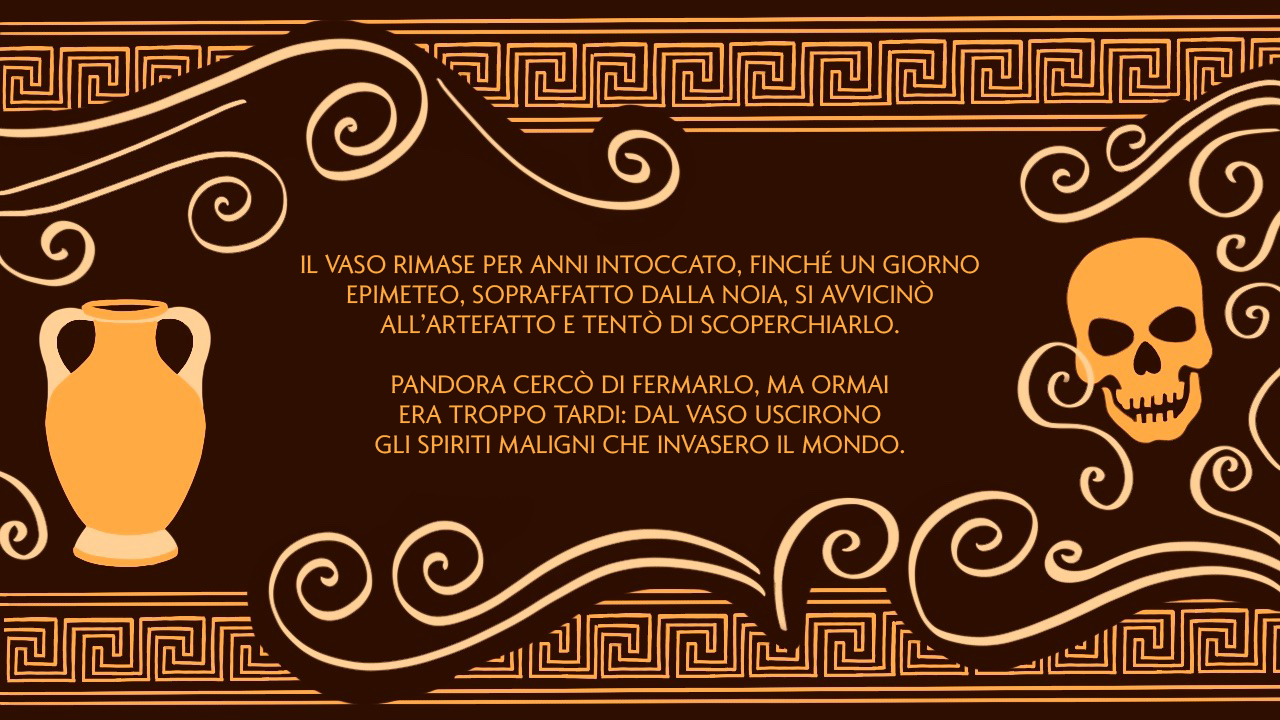 IL VASO RIMASE PER ANNI INTOCCATO, FINCHÉ UN GIORNO
EPIMETEO, SOPRAFFATTO DALLA NOIA, SI AVVICINÒ
ALL’ARTEFATTO E TENTÒ DI SCOPERCHIARLO.
PANDORA CERCÒ DI FERMARLO, MA ORMAI
ERA TROPPO TARDI: DAL VASO USCIRONO
GLI SPIRITI MALIGNI CHE INVASERO IL MONDO.